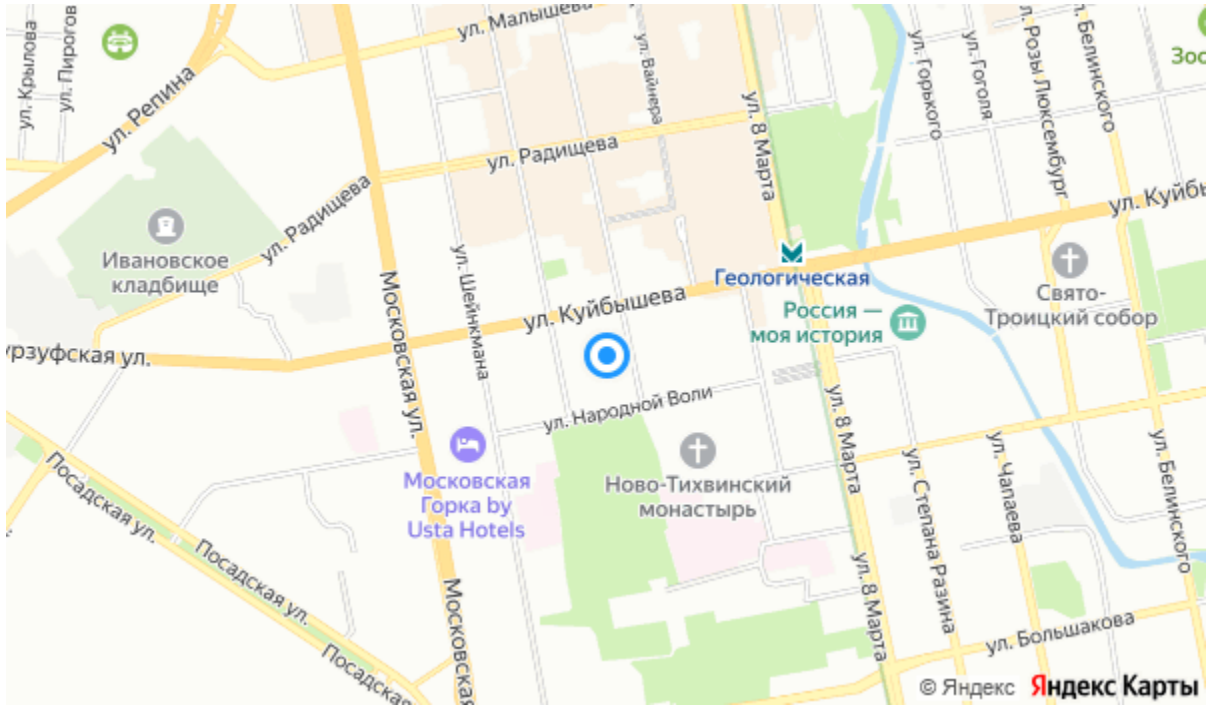 ул. Крылова
ул. Пирогов
ул. Репина
ул. Малышева
ул. Вайнера
ул. 8 Марта
ул. Горького
ул. Гоголя
ул. Розы Люксембург
ул. Белинского
Зоо
ул. Радищева
ул. Радищева
Ивановское
кладбище
ул. Шейнкмана
Московская ул.
ул. Куйбышева
Геологическая
Россия —
моя история
ул. Куйбы
Свято-
Троицкий собор
урзуфская ул.
ул. Народной Воли
Московская
Горка by
Usta Hotels
Ново-Тихвинский
монастырь
ул. 8 Марта
ул. Степана Разина
ул. Чапаева
ул. Белинского
Посадская ул.
Посадская ул.
Посадская
Московская
ул. 8 Марта
ул. Большакова
© Яндекс Яндекс Карты